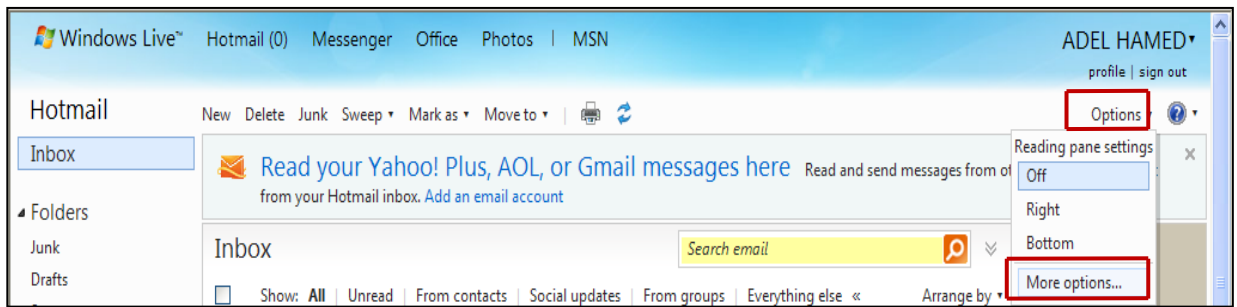 Windows Live™ Hotmail (0) Messenger Office Photos | MSN ADEL HAMED
profile | sign out
Hotmail New Delete Junk Sweep Mark as Move to | Options
Reading pane settings
Inbox
Read your Yahoo! Plus, AOL, or Gmail messages here Read and send messages from
from your Hotmail inbox. Add an email account
Off
Right
Bottom
More options...
Folders
Junk
Drafts
Inbox Search email
Show: All | Unread | From contacts | Social updates | From groups | Everything else « Arrange by